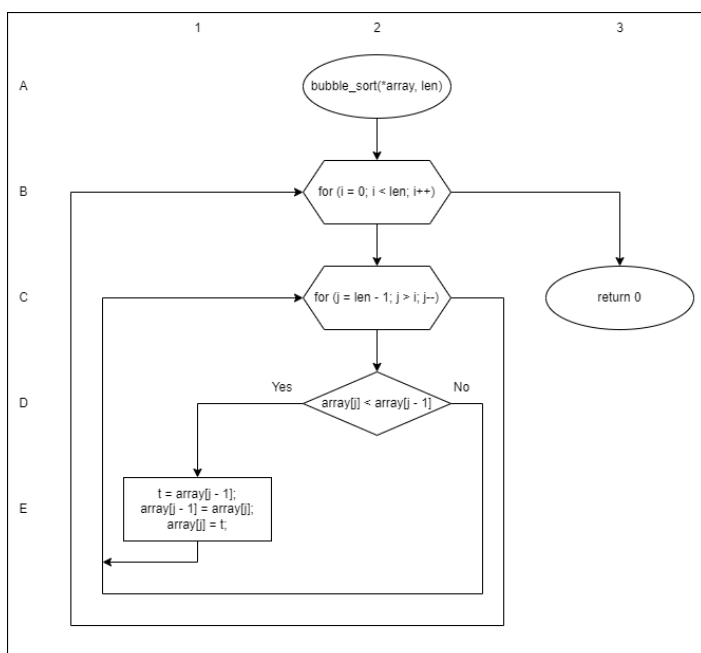 1 2 3
A
bubble_sort(*array, len)
B
for (i = 0; i < len; i++)
C
for (j = len - 1; j > i; j--)
return 0
Yes
No
D
array[j] < array[j - 1]
E
t = array[j - 1];
array[j - 1] = array[j];
array[j] = t;